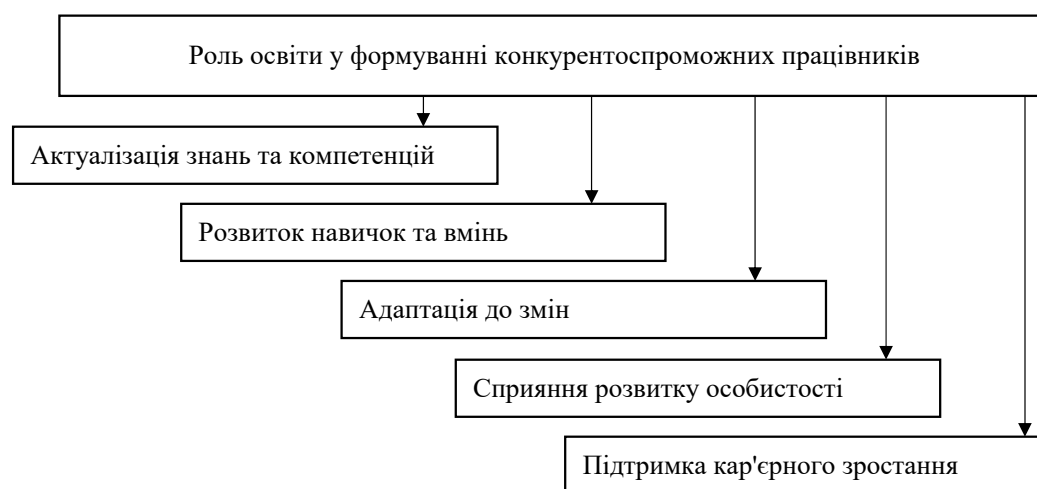 Роль освіти у формуванні конкурентоспроможних працівників
Актуалізація знань та компетенцій
Розвиток навичок та вмінь
Адаптація до змін
Сприяння розвитку особистості
Підтримка кар'єрного зростання